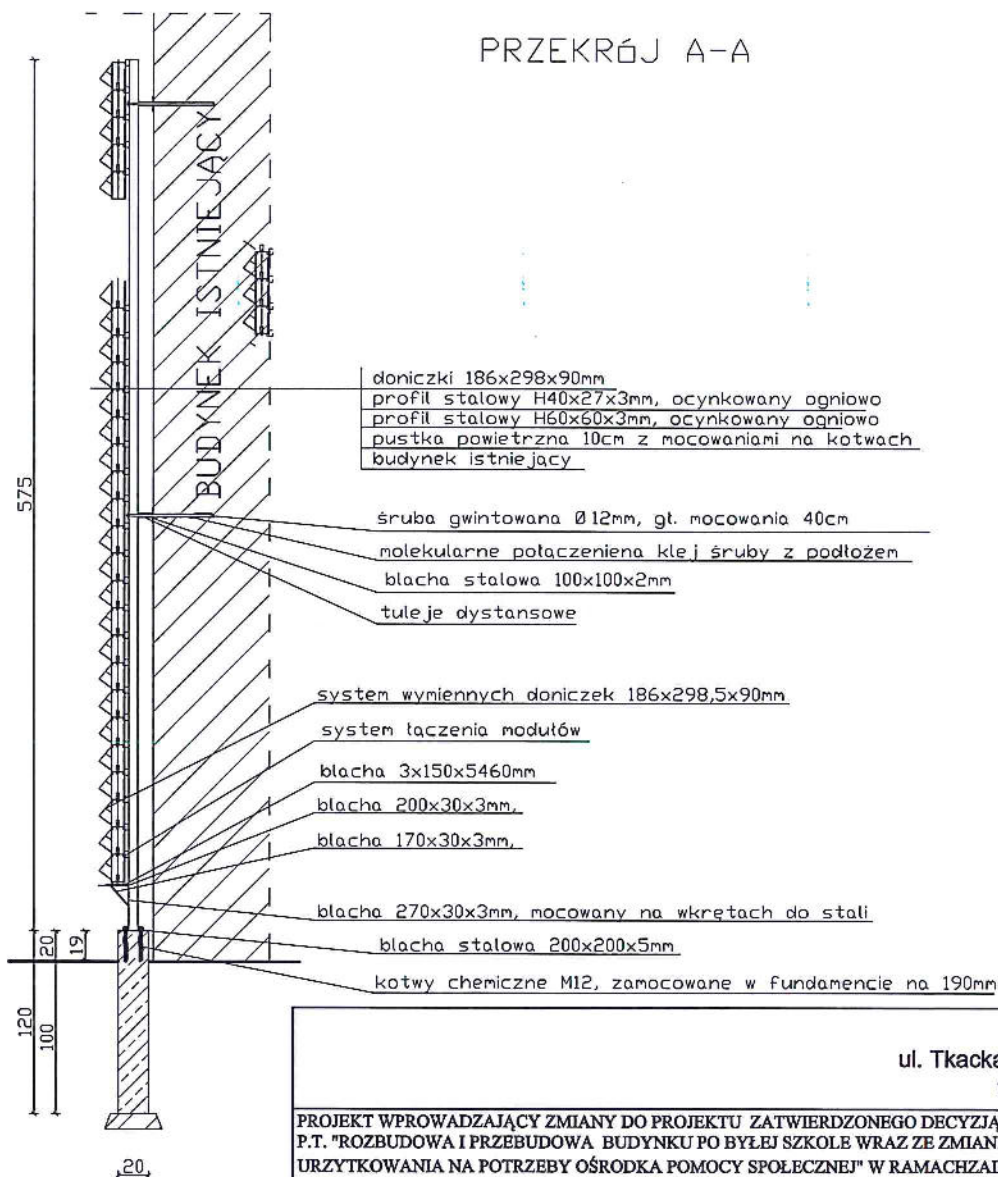 PRZEKRÓJ A-A
BUDYNEK ISTNIEJĄCY
doniczki 186x298x90mm
profil stalowy H40x27x3mm, ocynkowany ogniowo
profil stalowy H60x60x3mm, ocynkowany ogniowo
pustka powietrzna 10cm z mocowaniami na kotwach
budynek istniejący
575
śruba gwintowana Ø12mm, gł. mocowania 40cm
molekularne połączeniena klej śruby z podłożem
blacha stalowa 100x100x2mm
tuleje dystansowe
system wymiennych doniczek 186x298,5x90mm
system łączenia modułów
blacha 3x150x5460mm
blacha 200x30x3mm,
blacha 170x30x3mm,
blacha 270x30x3mm, mocowany na wkrętach do stali
20
19
blacha stalowa 200x200x5mm
kotwy chemiczne M12, zamocowane w fundamencie na 190mm
120
100
20
ul. Tkacka
PROJEKT WPROWADZAJĄCY ZMIANY DO PROJEKTU ZATWIERDZONEGO DECYZJĄ
P.T. "ROZBUDOWA I PRZEBUDOWA BUDYNKU PO BYŁEJ SZKOLE WRAZ ZE ZMIAN
URZYTKOWANIA NA POTRZEBY OŚRODKA POMOCY SPOŁECZNEJ" W RAMACHZAD